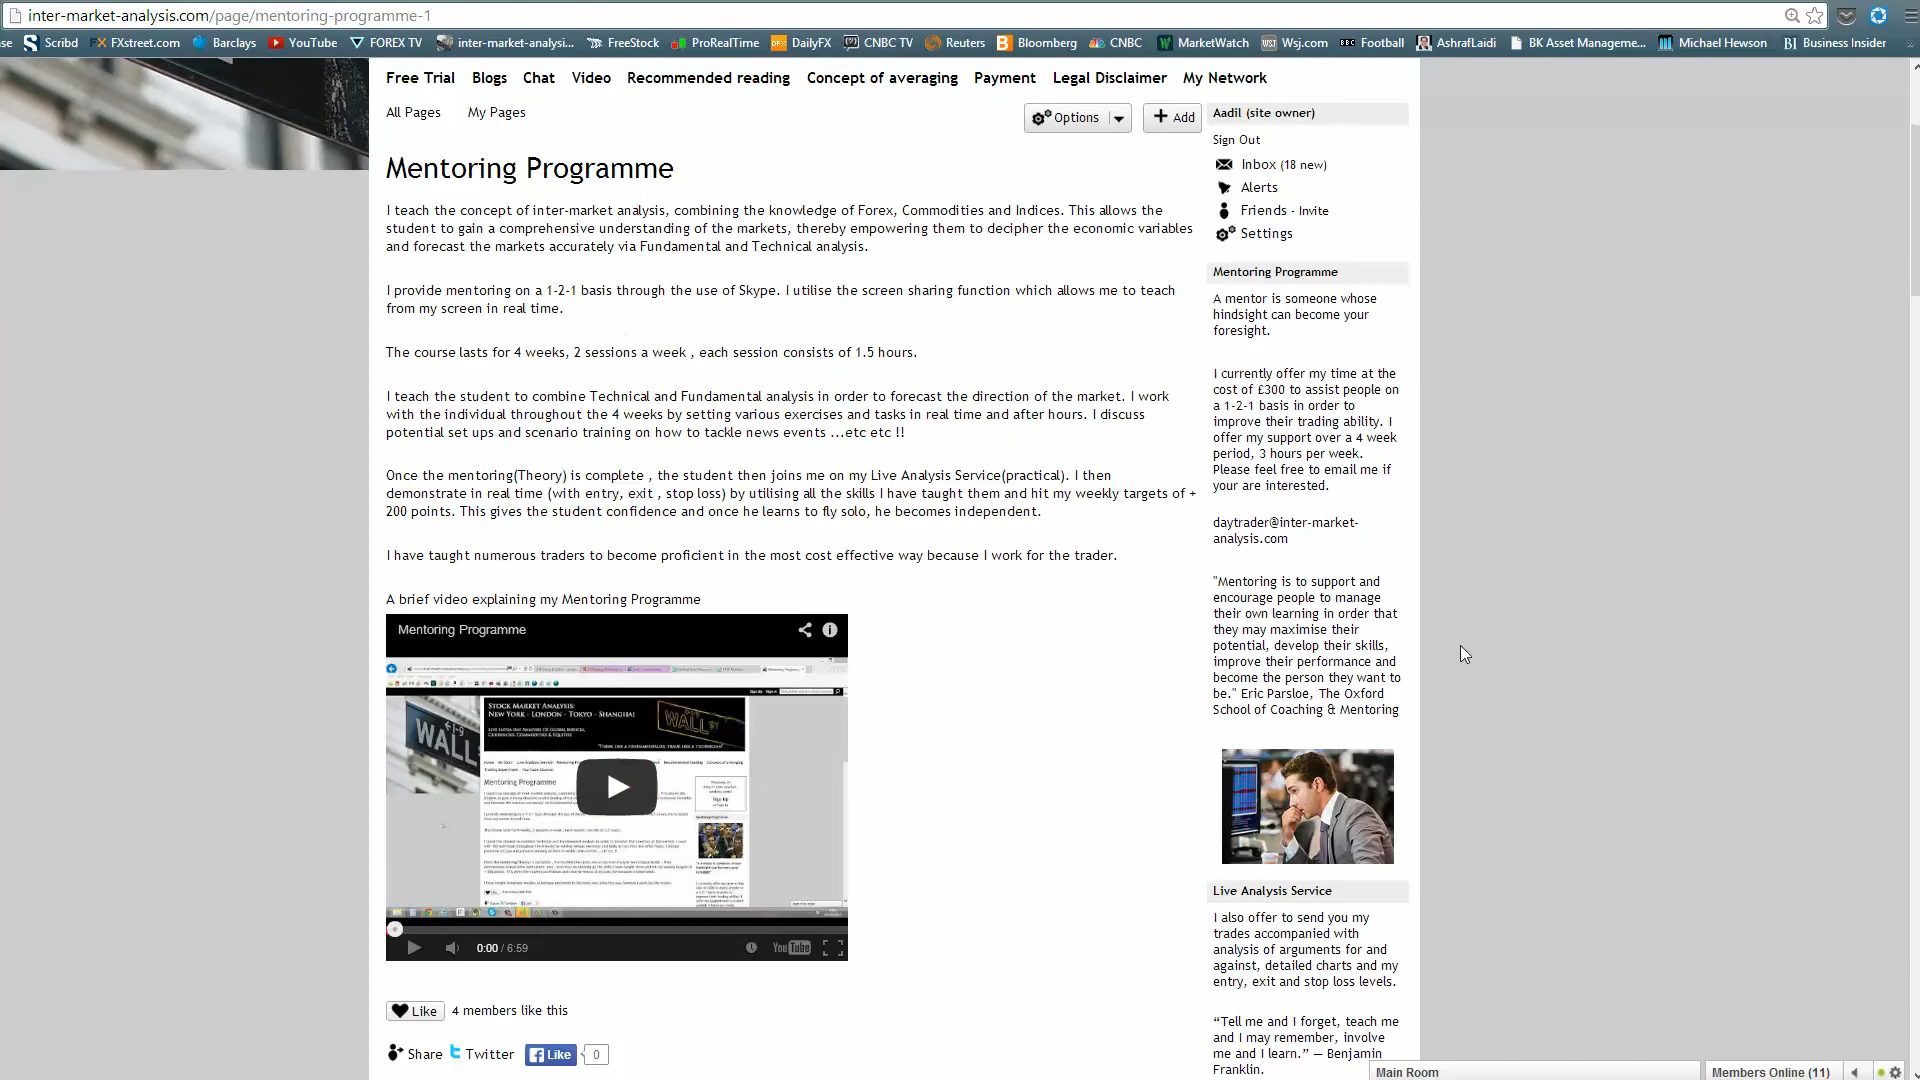 inter-market-analysis.com/page/mentoring-programme-1
se Scribd FXstreet.com Barclays YouTube FOREX TV inter-market-analysi... FreeStock ProRealTime DailyFX CNBC TV Reuters Bloomberg CNBC MarketWatch Wsj.com Football AshrafLaidi BK Asset Manageme... Michael Hewson Business Insider
Free Trial Blogs Chat Video Recommended reading Concept of averaging Payment Legal Disclaimer My Network
All Pages My Pages
Options Add
Mentoring Programme
I teach the concept of inter-market analysis, combining the knowledge of Forex, Commodities and Indices. This allows the
student to gain a comprehensive understanding of the markets, thereby empowering them to decipher the economic variables
and forecast the markets accurately via Fundamental and Technical analysis.
I provide mentoring on a 1-2-1 basis through the use of Skype. I utilise the screen sharing function which allows me to teach
from my screen in real time.
The course lasts for 4 weeks, 2 sessions a week , each session consists of 1.5 hours.
I teach the student to combine Technical and Fundamental analysis in order to forecast the direction of the market. I work
with the individual throughout the 4 weeks by setting various exercises and tasks in real time and after hours. I discuss
potential set ups and scenario training on how to tackle news events ...etc etc !!
Once the mentoring(Theory) is complete , the student then joins me on my Live Analysis Service(practical). I then
demonstrate in real time (with entry, exit , stop loss) by utilising all the skills I have taught them and hit my weekly targets of +
200 points. This gives the student confidence and once he learns to fly solo, he becomes independent.
I have taught numerous traders to become proficient in the most cost effective way because I work for the trader.
A brief video explaining my Mentoring Programme
Mentoring Programme
STOCK MARKET ANALYSIS:
NEW YORK - LONDON - TOKYO - SHANGHAI
WALL ST
"THINK LIKE A FUNDAMENTALIST, TRADE LIKE A TECHNICIAN"
WALL
Mentoring Programme
0:00 / 6:59
YouTube
Like 4 members like this
Share Twitter Like 0
Aadil (site owner)
Sign Out
Inbox (18 new)
Alerts
Friends - Invite
Settings
Mentoring Programme
A mentor is someone whose
hindsight can become your
foresight.
I currently offer my time at the
cost of £300 to assist people on
a 1-2-1 basis in order to
improve their trading ability. I
offer my support over a 4 week
period, 3 hours per week.
Please feel free to email me if
your are interested.
daytrader@inter-market-
analysis.com
"Mentoring is to support and
encourage people to manage
their own learning in order that
they may maximise their
potential, develop their skills,
improve their performance and
become the person they want to
be." Eric Parsloe, The Oxford
School of Coaching & Mentoring
Live Analysis Service
I also offer to send you my
trades accompanied with
analysis of arguments for and
against, detailed charts and my
entry, exit and stop loss levels.
“Tell me and I forget, teach me
and I may remember, involve
me and I learn.” — Benjamin
Franklin.
Main Room Members Online (11)